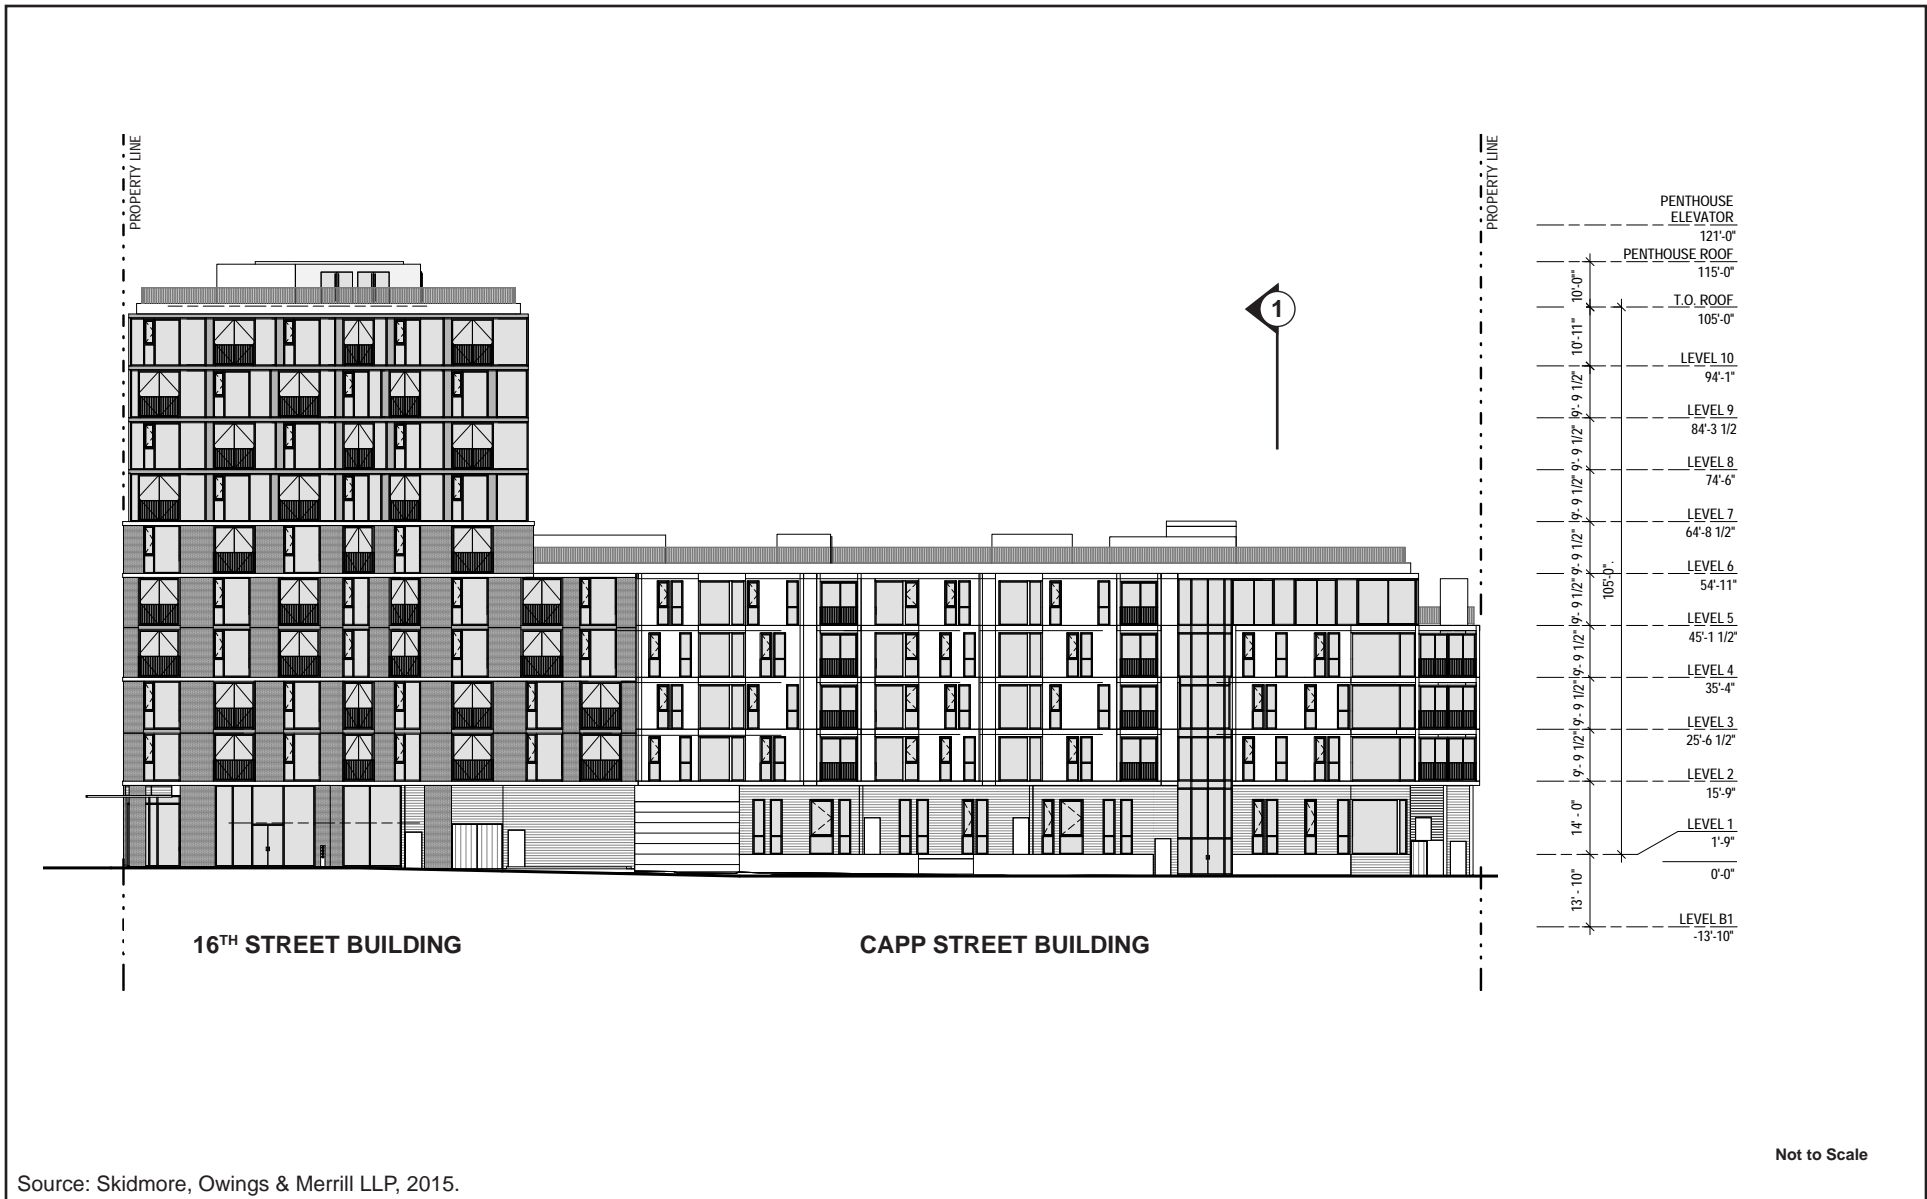 PROPERTY LINE
PROPERTY LINE
PENTHOUSE
ELEVATOR
121'-0"
PENTHOUSE ROOF
115'-0"
10'-0"
T.O. ROOF
105'-0"
10'-11"
LEVEL 10
94'-1"
9'- 9 1/2"
LEVEL 9
84'-3 1/2
9'- 9 1/2"
LEVEL 8
74'-6"
9'- 9 1/2"
LEVEL 7
64'-8 1/2"
9'- 9 1/2"
LEVEL 6
54'-11"
9'- 9 1/2"
105'-0".
LEVEL 5
45'-1 1/2"
9'- 9 1/2"
LEVEL 4
35'-4"
9'- 9 1/2"
LEVEL 3
25'-6 1/2"
9'- 9 1/2"
LEVEL 2
15'-9"
14' - 0"
LEVEL 1
1'-9"
0'-0"
13' - 10"
LEVEL B1
-13'-10"
1
16TH STREET BUILDING
CAPP STREET BUILDING
Not to Scale
Source: Skidmore, Owings & Merrill LLP, 2015.